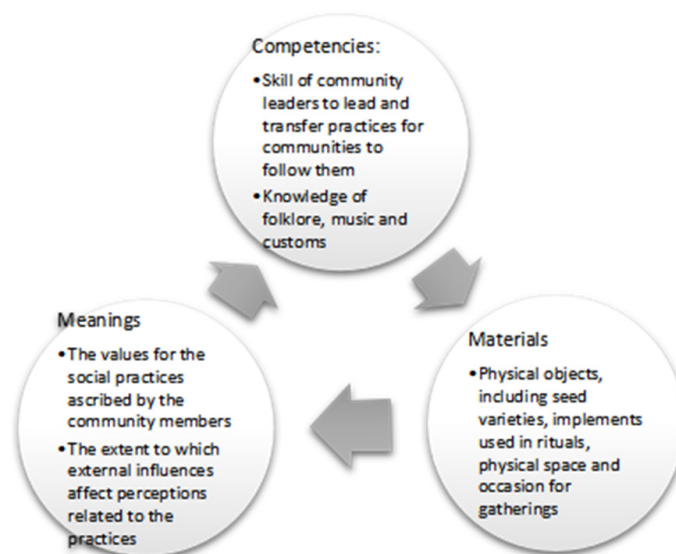 Competencies:
•Skill of community
leaders to lead and
transfer practices for
communities to
follow them
•Knowledge of
folklore, music and
customs
Meanings
•The values for the
social practices
ascribed by the
community members
•The extent to which
external influences
affect perceptions
related to the
practices
Materials
•Physical objects,
including seed
varieties, implements
used in rituals,
physical space and
occasion for
gatherings